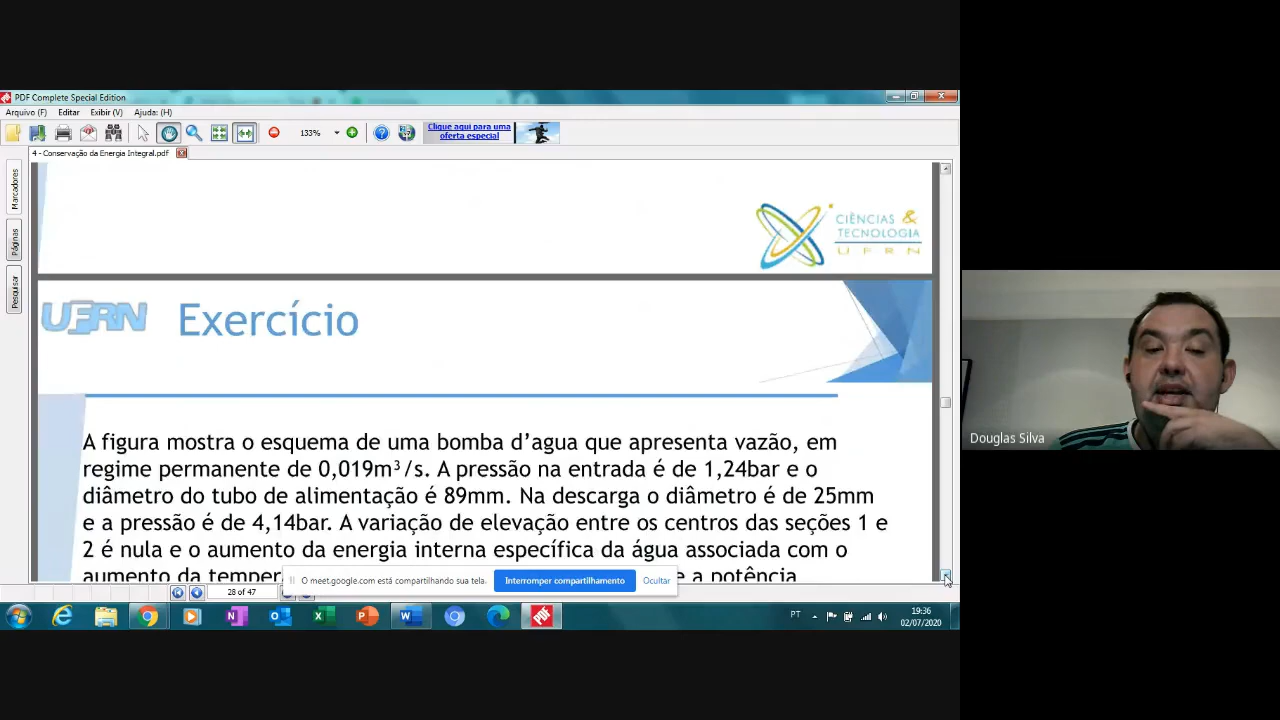 PDF Complete Special Edition
Arquivo (F) Editar Exibir (V) Ajuda: (H)
133%
Clique aqui para uma
oferta especial
4 - Conservação da Energia Integral.pdf
Marcadores
Páginas
Pesquisar
CIÊNCIAS &
TECNOLOGIA
UFRN
UFRN
Exercício
A figura mostra o esquema de uma bomba d’agua que apresenta vazão, em
regime permanente de 0,019m³/s. A pressão na entrada é de 1,24bar e o
diâmetro do tubo de alimentação é 89mm. Na descarga o diâmetro é de 25mm
e a pressão é de 4,14bar. A variação de elevação entre os centros das seções 1 e
2 é nula e o aumento da energia interna específica da água associada com o
aumento da temper e a potência
O meet.google.com está compartilhando sua tela.
Interromper compartilhamento
Ocultar
28 of 47
PT
19:36
02/07/2020
Douglas Silva